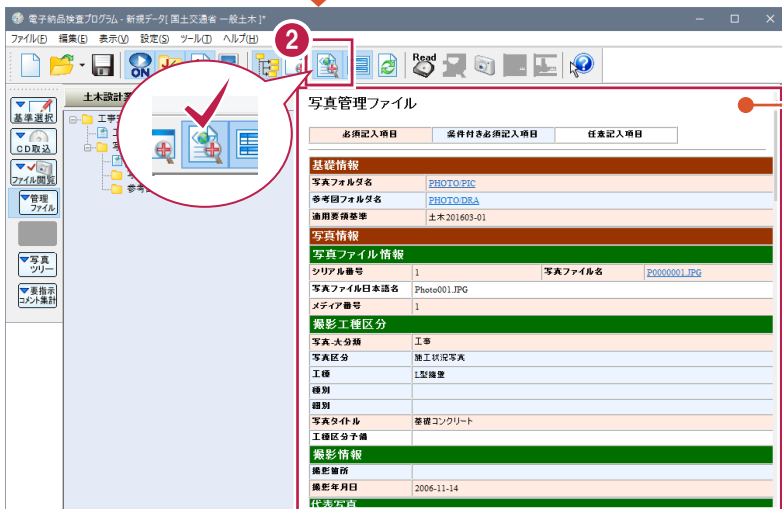 電子納品検査プログラム - 新規データ[ 国土交通省 一般土木 ]*
ファイル(F) 編集(E) 表示(V) 設定(S) ツール(T) ヘルプ(H)
2
ON
Read
基準選択
CD取込
ファイル閲覧
管理
ファイル
写真
ツリー
要指示
コメント集計
土木設計
工事
参考
写真管理ファイル
必須記入項目 条件付き必須記入項目 任意記入項目
基礎情報
写真フォルダ名 PHOTO/PIC
参考図フォルダ名 PHOTO/DRA
適用要領基準 土木201603-01
写真情報
写真ファイル情報
シリアル番号 1 写真ファイル名 P0000001.JPG
写真ファイル日本語名 Photo001.JPG
メディア番号 1
撮影工種区分
写真-大分類 工事
写真区分 施工状況写真
工種 L型擁壁
種別
細別
写真タイトル 基礎コンクリート
工種区分予備
撮影情報
撮影箇所
撮影年月日 2006-11-14
代表写真